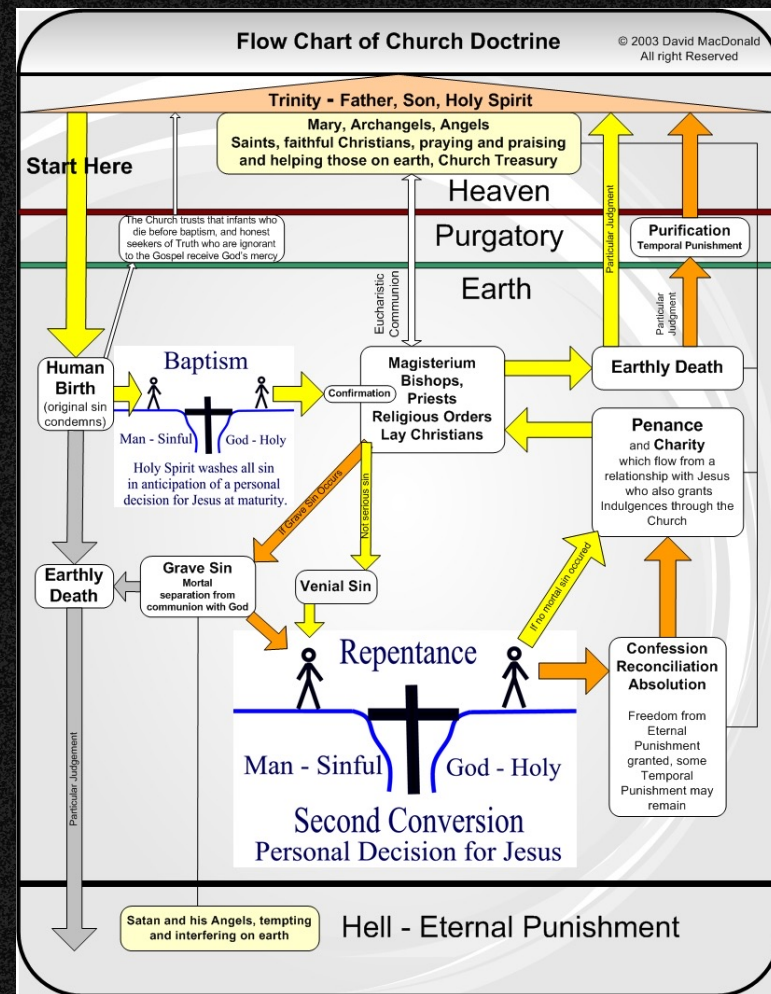 Flow Chart of Church Doctrine
© 2003 David MacDonald
All right Reserved
Trinity - Father, Son, Holy Spirit
Mary, Archangels, Angels
Saints, faithful Christians, praying and praising
and helping those on earth, Church Treasury
Start Here
Heaven
The Church trusts that infants who
die before baptism, and honest
seekers of Truth who are ignorant
to the Gospel receive God's mercy
Purgatory
Particular Judgment
Purification
Temporal Punishment
Earth
Eucharistic
Communion
Particular
Judgment
Human
Birth
(original sin
condemns)
Baptism
Man - Sinful
God - Holy
Holy Spirit washes all sin
in anticipation of a personal
decision for Jesus at maturity.
Confirmation
Magisterium
Bishops,
Priests
Religious Orders
Lay Christians
Earthly Death
Penance
and Charity
which flow from a
relationship with Jesus
who also grants
Indulgences through the
Church
If Grave Sin Occurs
Not serious sin
Earthly
Death
Grave Sin
Mortal
separation from
communion with God
Venial Sin
If no mortal sin occured
Repentance
Man - Sinful
God - Holy
Second Conversion
Personal Decision for Jesus
Confession
Reconciliation
Absolution
Freedom from
Eternal
Punishment
granted, some
Temporal
Punishment may
remain
Particular Judgement
Satan and his Angels, tempting
and interfering on earth
Hell - Eternal Punishment